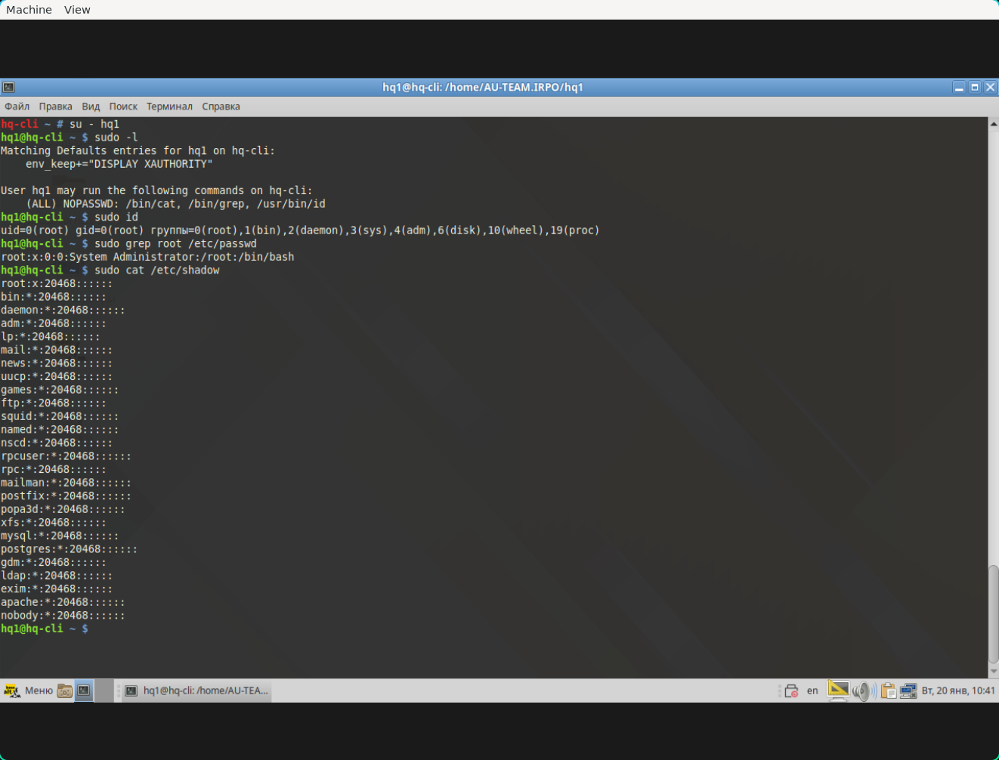 Machine View
hq1@hq-cli: /home/AU-TEAM.IRPO/hq1
Файл Правка Вид Поиск Терминал Справка
hq-cli ~ # su - hq1
hq1@hq-cli ~ $ sudo -l
Matching Defaults entries for hq1 on hq-cli:
    env_keep+="DISPLAY XAUTHORITY"

User hq1 may run the following commands on hq-cli:
    (ALL) NOPASSWD: /bin/cat, /bin/grep, /usr/bin/id
hq1@hq-cli ~ $ sudo id
uid=0(root) gid=0(root) группы=0(root),1(bin),2(daemon),3(sys),4(adm),6(disk),10(wheel),19(proc)
hq1@hq-cli ~ $ sudo grep root /etc/passwd
root:x:0:0:System Administrator:/root:/bin/bash
hq1@hq-cli ~ $ sudo cat /etc/shadow
root:x:20468::::::
bin:*:20468::::::
daemon:*:20468::::::
adm:*:20468::::::
lp:*:20468::::::
mail:*:20468::::::
news:*:20468::::::
uucp:*:20468::::::
games:*:20468::::::
ftp:*:20468::::::
squid:*:20468::::::
named:*:20468::::::
nscd:*:20468::::::
rpcuser:*:20468::::::
rpc:*:20468::::::
mailman:*:20468::::::
postfix:*:20468::::::
popa3d:*:20468::::::
xfs:*:20468::::::
mysql:*:20468::::::
postgres:*:20468::::::
gdm:*:20468::::::
ldap:*:20468::::::
exim:*:20468::::::
apache:*:20468::::::
nobody:*:20468::::::
hq1@hq-cli ~ $
Меню hq1@hq-cli: /home/AU-TEA... en Вт, 20 янв, 10:41